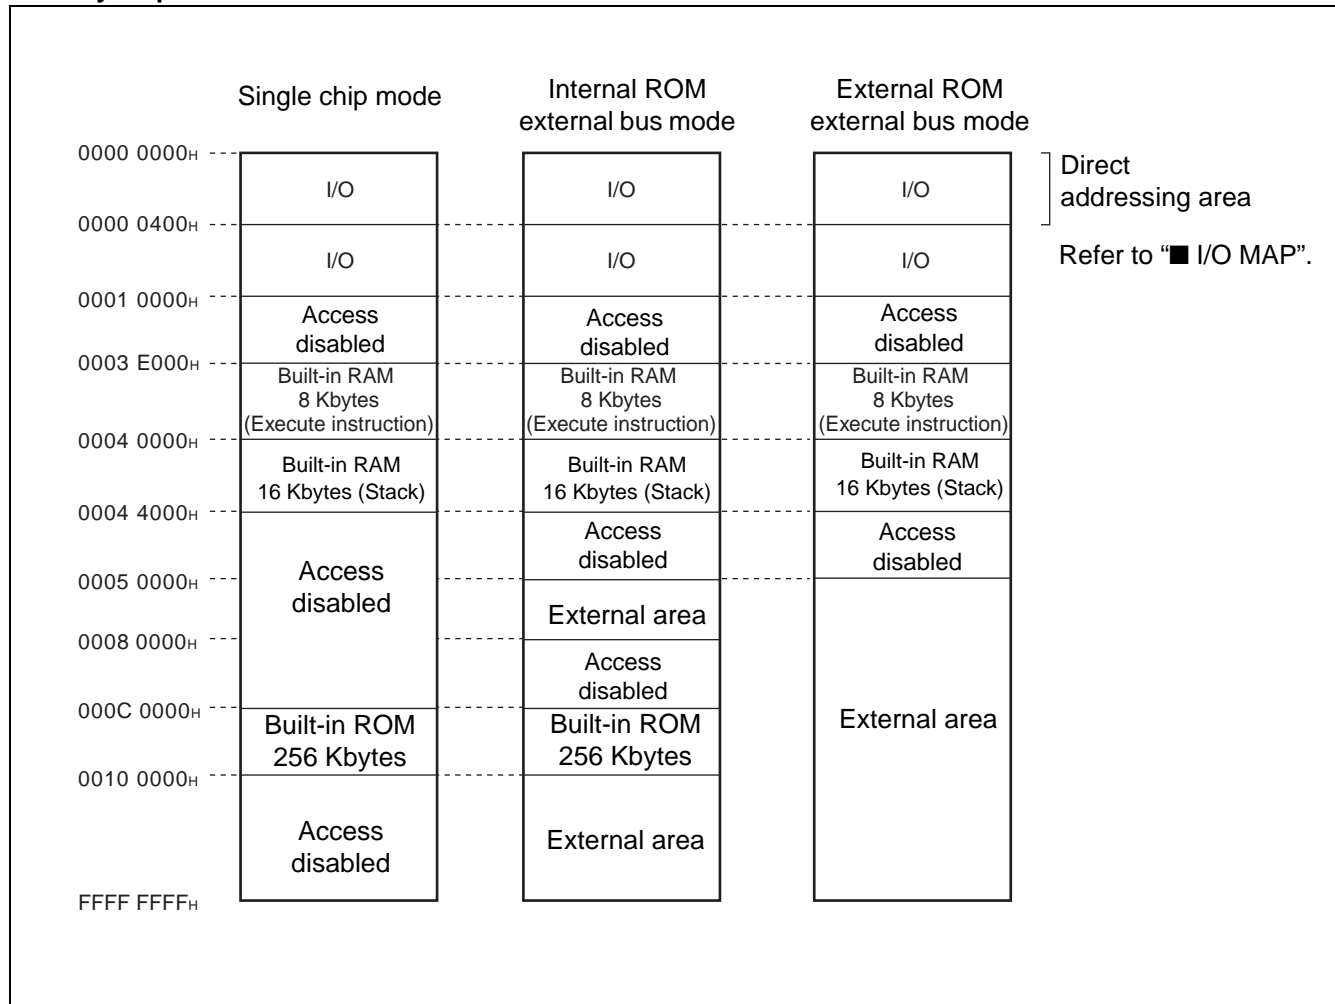 Single chip mode
Internal ROM
external bus mode
External ROM
external bus mode
0000 0000H
I/O
I/O
I/O
Direct
addressing area
0000 0400H
I/O
I/O
I/O
Refer to “■ I/O MAP”.
0001 0000H
Access
disabled
Access
disabled
Access
disabled
0003 E000H
Built-in RAM
8 Kbytes
(Execute instruction)
Built-in RAM
8 Kbytes
(Execute instruction)
Built-in RAM
8 Kbytes
(Execute instruction)
0004 0000H
Built-in RAM
16 Kbytes (Stack)
Built-in RAM
16 Kbytes (Stack)
Built-in RAM
16 Kbytes (Stack)
0004 4000H
Access
disabled
Access
disabled
Access
disabled
0005 0000H
External area
External area
0008 0000H
Access
disabled
000C 0000H
Built-in ROM
256 Kbytes
Built-in ROM
256 Kbytes
0010 0000H
Access
disabled
External area
FFFF FFFFH